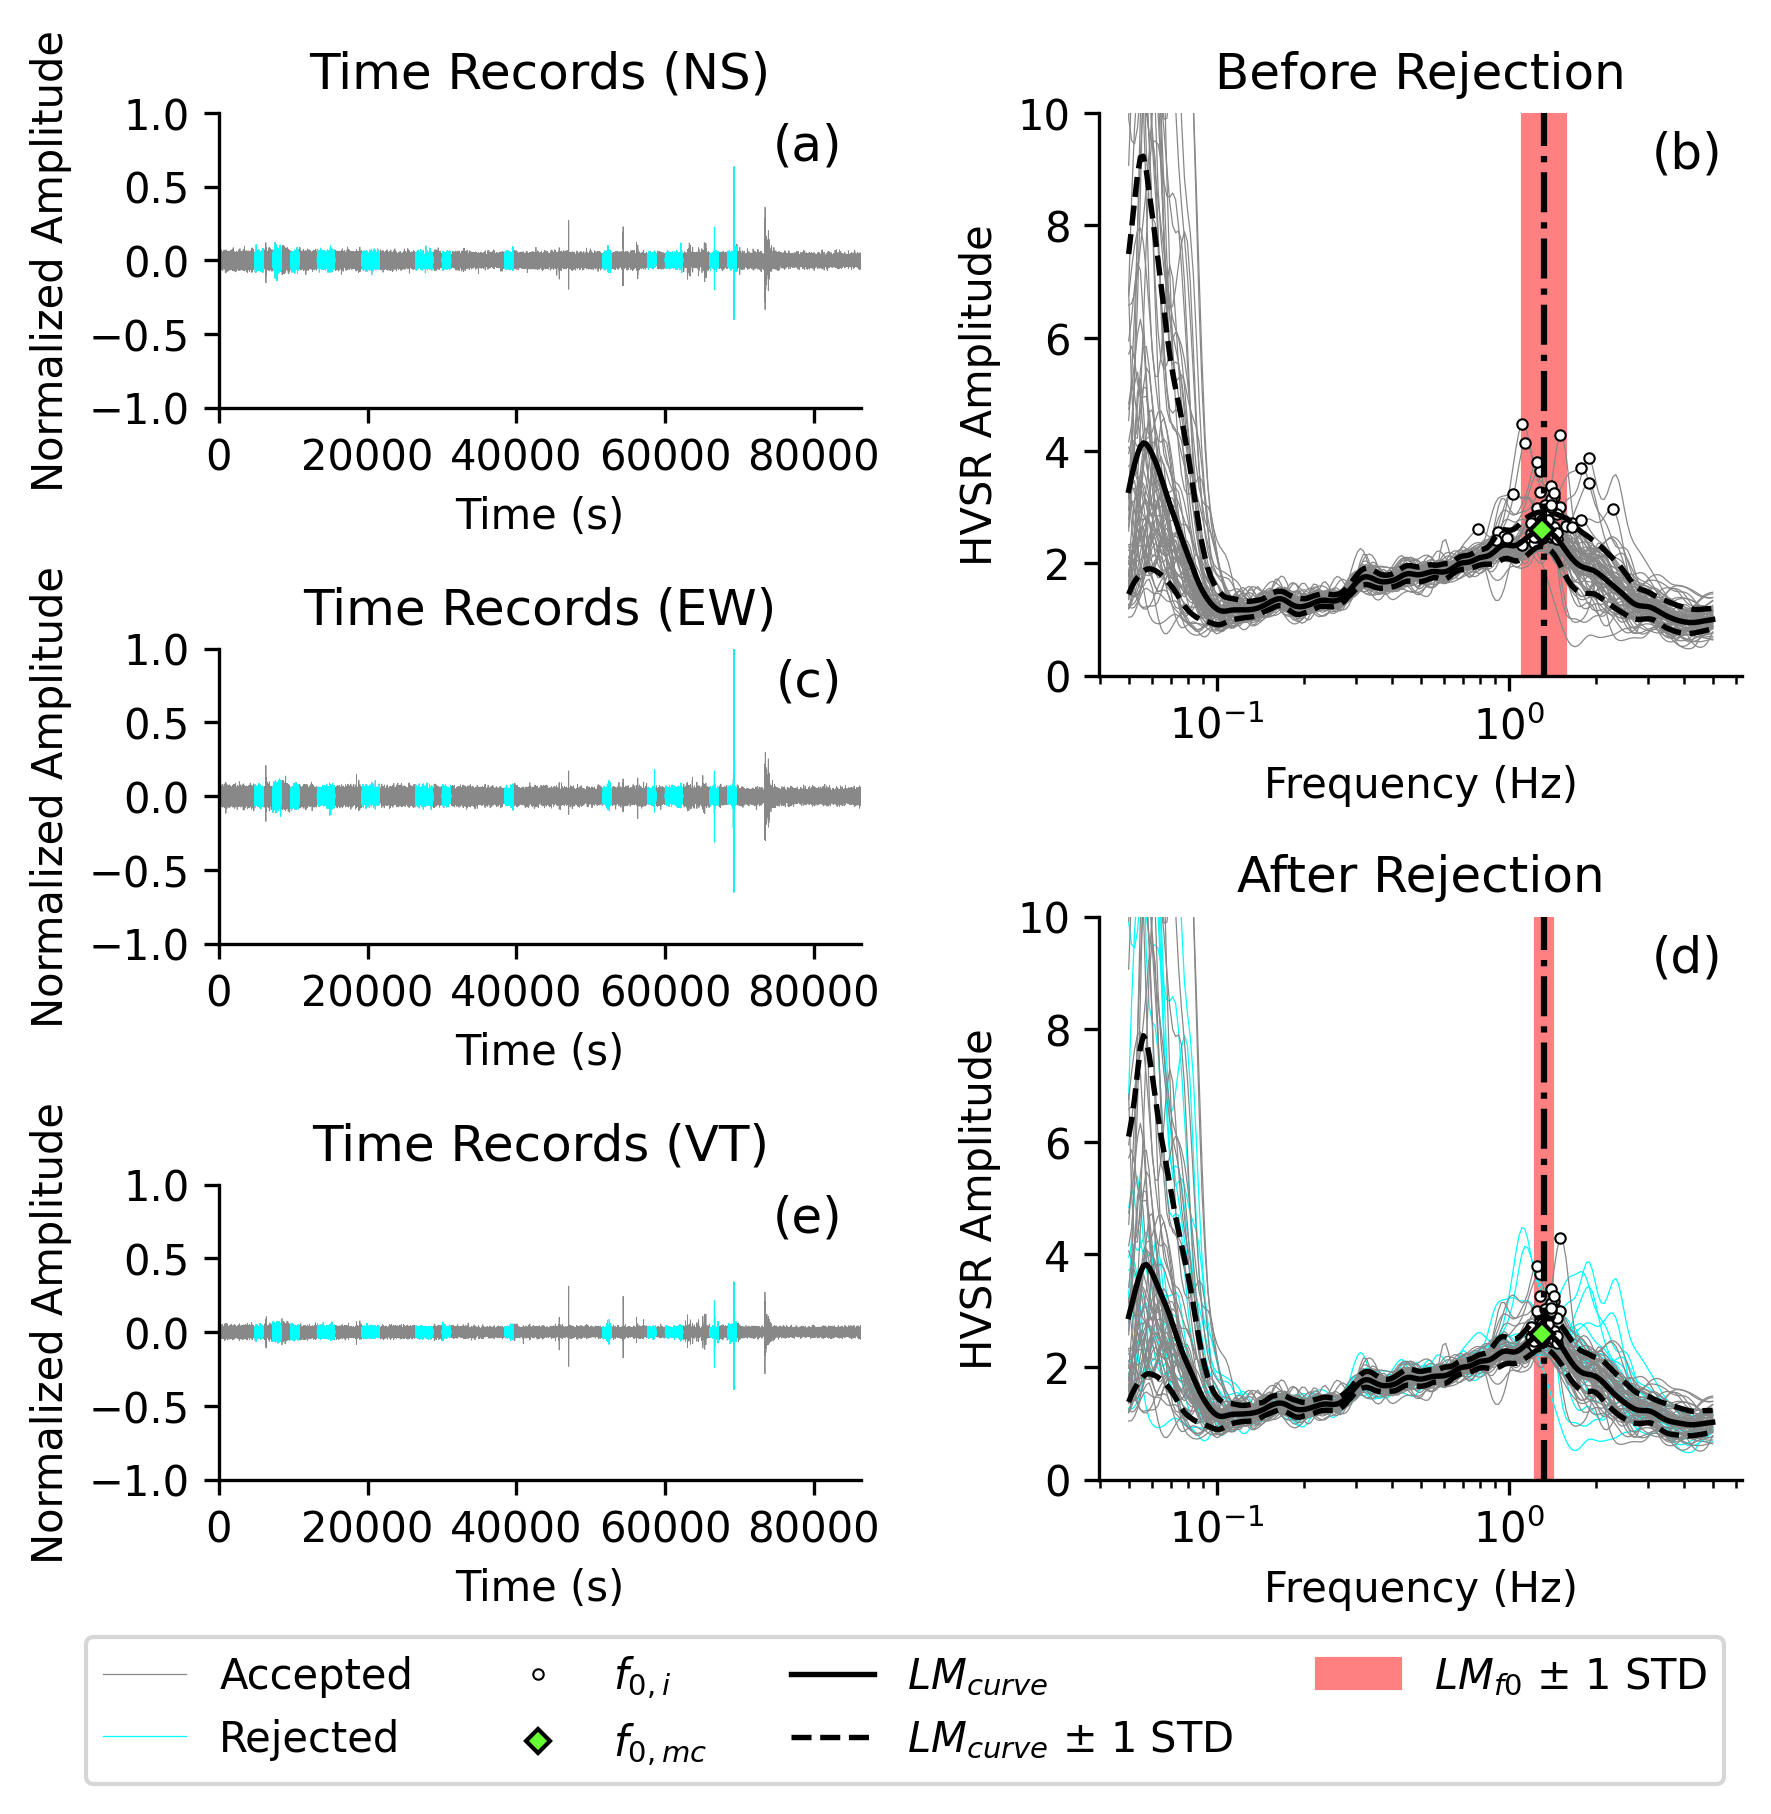 Time Records (NS)
(a)
Normalized Amplitude
1.0
0.5
0.0
−0.5
−1.0
0 20000 40000 60000 80000
Time (s)
Before Rejection
(b)
HVSR Amplitude
10
8
6
4
2
0
10⁻¹ 10⁰
Frequency (Hz)
Time Records (EW)
(c)
Normalized Amplitude
1.0
0.5
0.0
−0.5
−1.0
0 20000 40000 60000 80000
Time (s)
After Rejection
(d)
HVSR Amplitude
10
8
6
4
2
0
10⁻¹ 10⁰
Frequency (Hz)
Time Records (VT)
(e)
Normalized Amplitude
1.0
0.5
0.0
−0.5
−1.0
0 20000 40000 60000 80000
Time (s)
Accepted
Rejected
f0,i
f0,mc
LMcurve
LMcurve ± 1 STD
LMf0 ± 1 STD